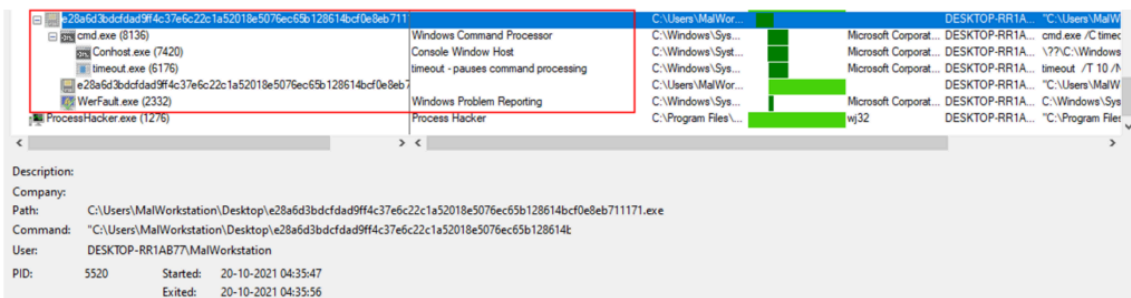 e28a6d3bdcfdad9ff4c37e6c22c1a52018e5076ec65b128614bcf0e8eb711 C:\Users\MalWor... DESKTOP-RR1A... "C:\Users\MalW
cmd.exe (8136) Windows Command Processor C:\Windows\Sys... Microsoft Corporat... DESKTOP-RR1A... cmd.exe /C timec
Conhost.exe (7420) Console Window Host C:\Windows\Syst... Microsoft Corporat... DESKTOP-RR1A... \??\C:\Windows
timeout.exe (6176) timeout - pauses command processing C:\Windows\Sys... Microsoft Corporat... DESKTOP-RR1A... timeout /T 10 /N
e28a6d3bdcfdad9ff4c37e6c22c1a52018e5076ec65b128614bcf0e8eb7 C:\Users\MalWor... DESKTOP-RR1A... "C:\Users\MalW
WerFault.exe (2332) Windows Problem Reporting C:\Windows\Sys... Microsoft Corporat... DESKTOP-RR1A... C:\Windows\Sys
ProcessHacker.exe (1276) Process Hacker C:\Program Files\... wj32 DESKTOP-RR1A... "C:\Program Files
Description:
Company:
Path: C:\Users\MalWorkstation\Desktop\e28a6d3bdcfdad9ff4c37e6c22c1a52018e5076ec65b128614bcf0e8eb711171.exe
Command: "C:\Users\MalWorkstation\Desktop\e28a6d3bdcfdad9ff4c37e6c22c1a52018e5076ec65b128614b
User: DESKTOP-RR1AB77\MalWorkstation
PID: 5520 Started: 20-10-2021 04:35:47
Exited: 20-10-2021 04:35:56